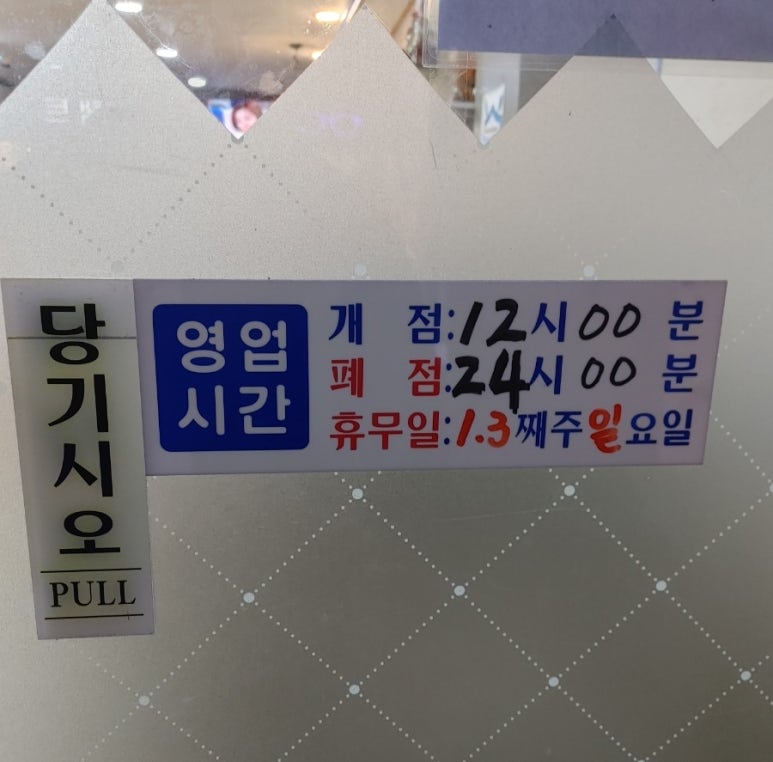 당기시오
PULL
영업
시간
개 점:12시 00 분
폐 점:24시 00 분
휴무일:1.3째주일요일